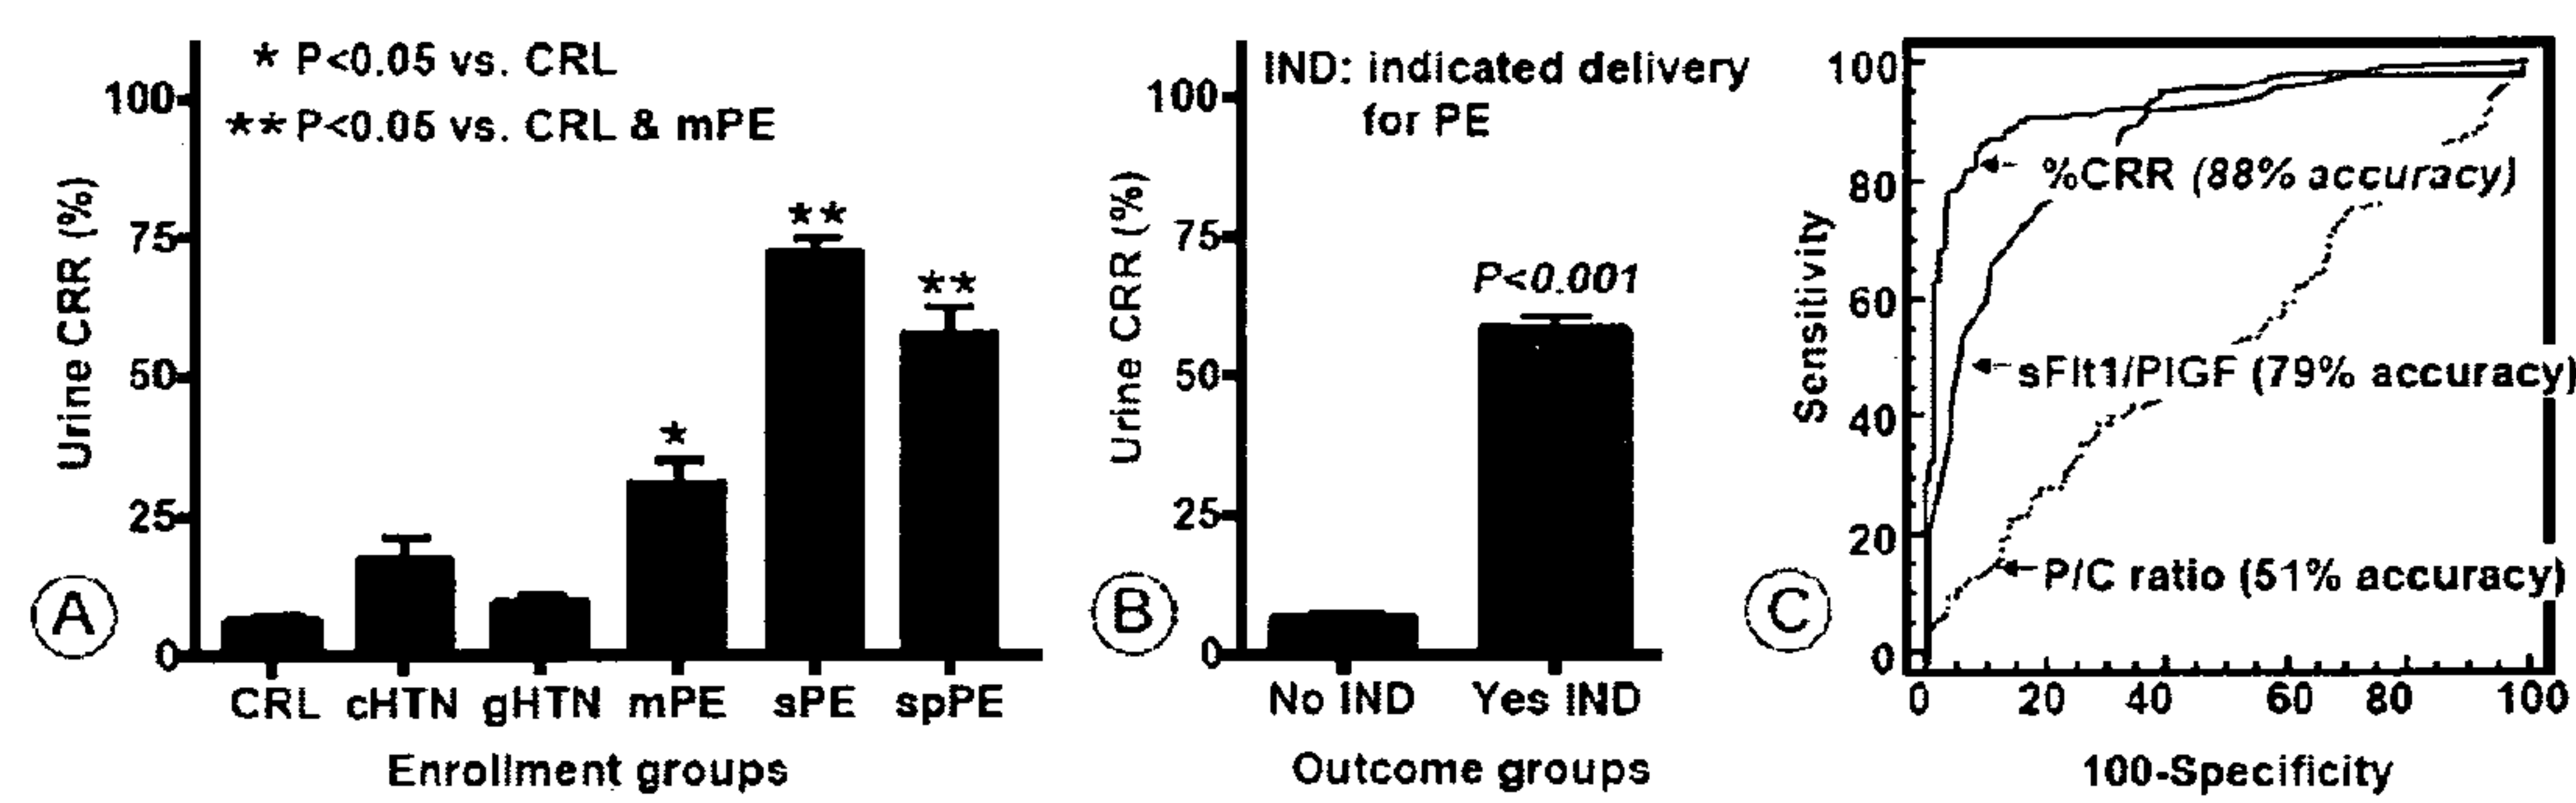 * P<0.05 vs. CRL
** P<0.05 vs. CRL & mPE
Urine CRR (%)
100
75
50
25
0
*
**
**
CRL cHTN gHTN mPE sPE spPE
Enrollment groups
A
IND: indicated delivery
for PE
Urine CRR (%)
100
75
50
25
0
P<0.001
No IND Yes IND
Outcome groups
B
Sensitivity
100
80
60
40
20
0
%CRR (88% accuracy)
sFlt1/PlGF (79% accuracy)
P/C ratio (51% accuracy)
0 20 40 60 80 100
100-Specificity
C